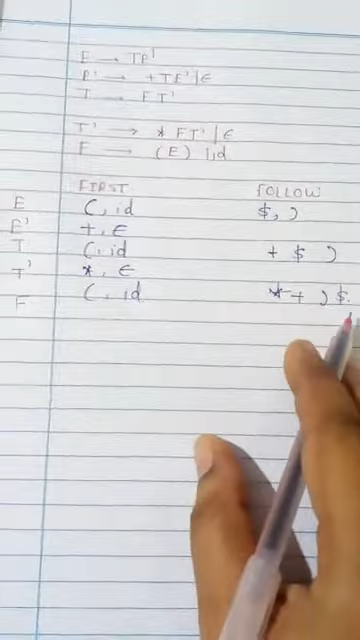 E → TE'
E' → +TE'|ε
T → FT'
T' → * FT'|ε
F → (E) | id
FIRST FOLLOW
E (, id $, )
E' +, ε
T (, id + $ )
T' *, ε
F (, id * + ) $